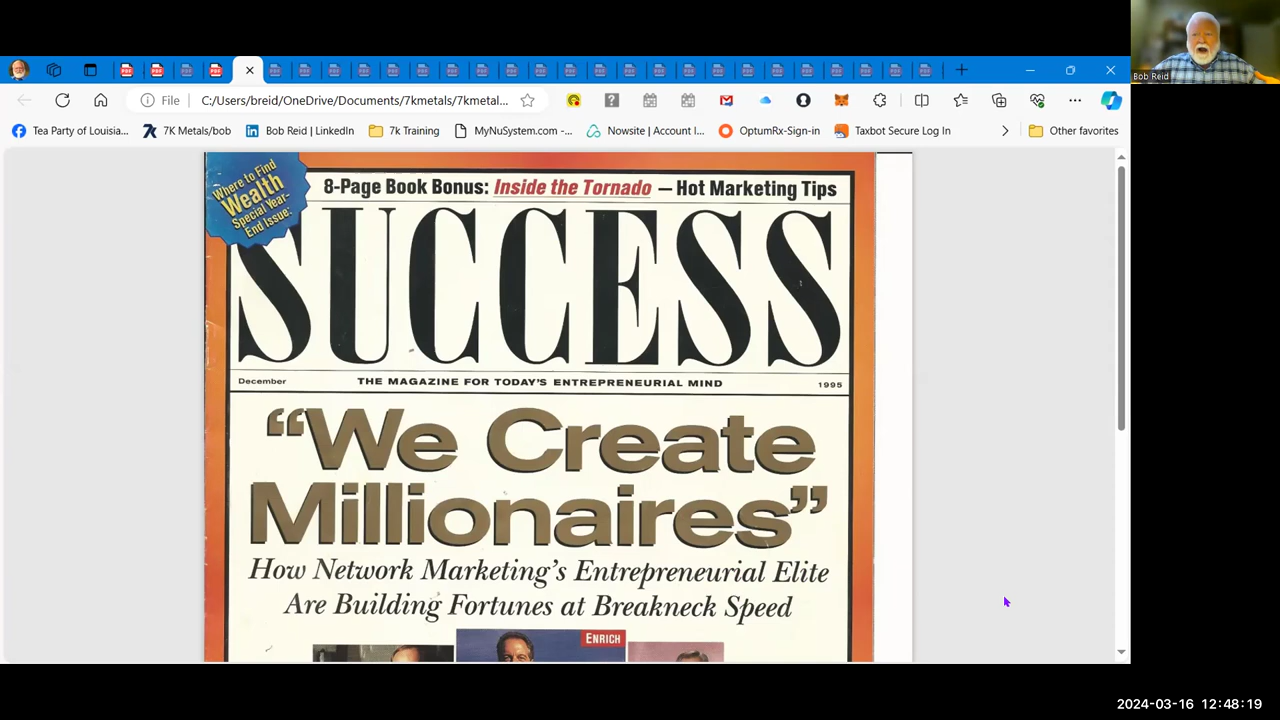 Bob Reid
File
C:/Users/breid/OneDrive/Documents/7kmetals/7kmetal...
Tea Party of Louisia...
7K Metals/bob
Bob Reid | LinkedIn
7k Training
MyNuSystem.com -...
Nowsite | Account I...
OptumRx-Sign-in
Taxbot Secure Log In
Other favorites
Where to Find
Wealth
Special Year-
End Issue:
8-Page Book Bonus: Inside the Tornado — Hot Marketing Tips
SUCCESS
December THE MAGAZINE FOR TODAY'S ENTREPRENEURIAL MIND 1995
“We Create
Millionaires”
How Network Marketing's Entrepreneurial Elite
Are Building Fortunes at Breakneck Speed
ENRICH
2024-03-16 12:48:19